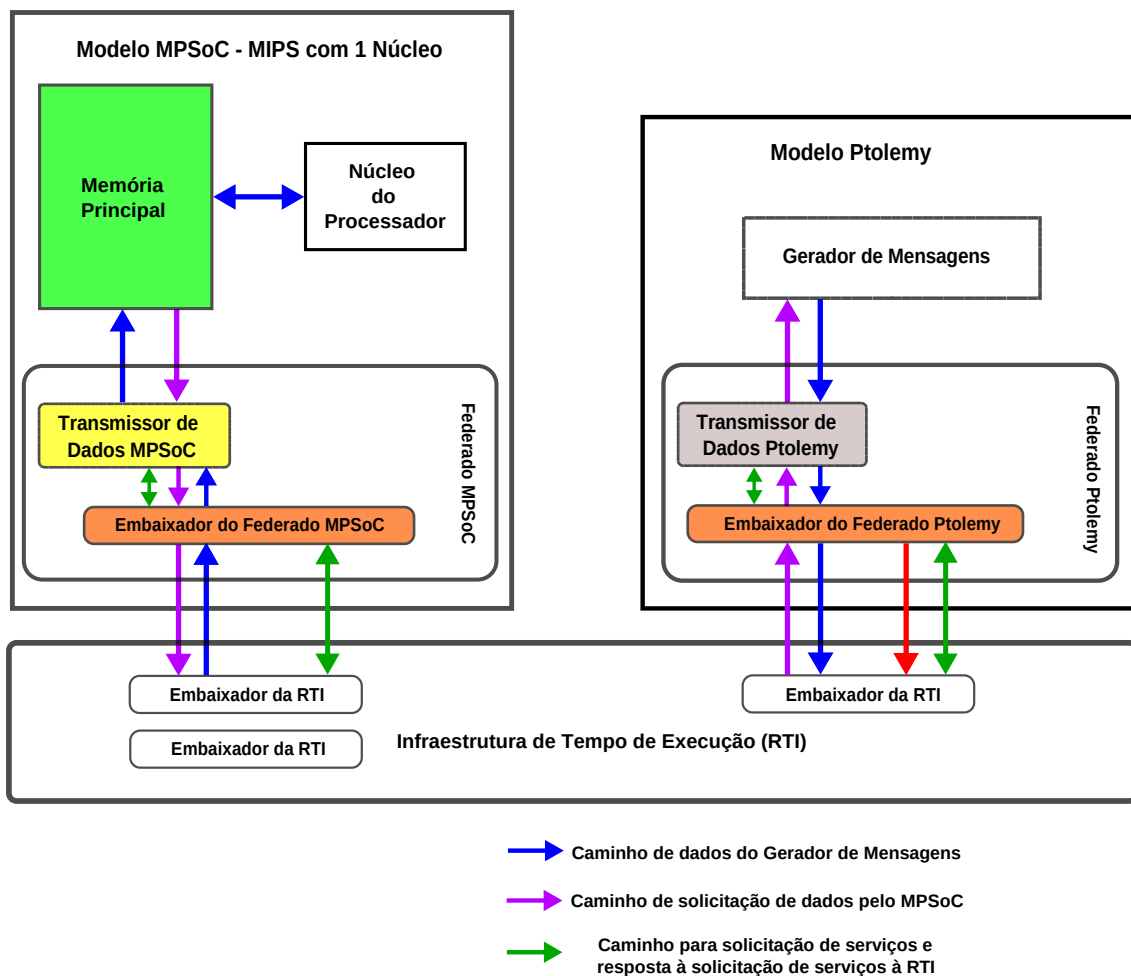 Modelo MPSoC - MIPS com 1 Núcleo
Memória
Principal
Núcleo
do
Processador
Transmissor de
Dados MPSoC
Embaixador do Federado MPSoC
Federado MPSoC
Modelo Ptolemy
Gerador de Mensagens
Transmissor de
Dados Ptolemy
Embaixador do Federado Ptolemy
Federado Ptolemy
Embaixador da RTI
Embaixador da RTI
Embaixador da RTI
Infraestrutura de Tempo de Execução (RTI)
Caminho de dados do Gerador de Mensagens
Caminho de solicitação de dados pelo MPSoC
Caminho para solicitação de serviços e
resposta à solicitação de serviços à RTI